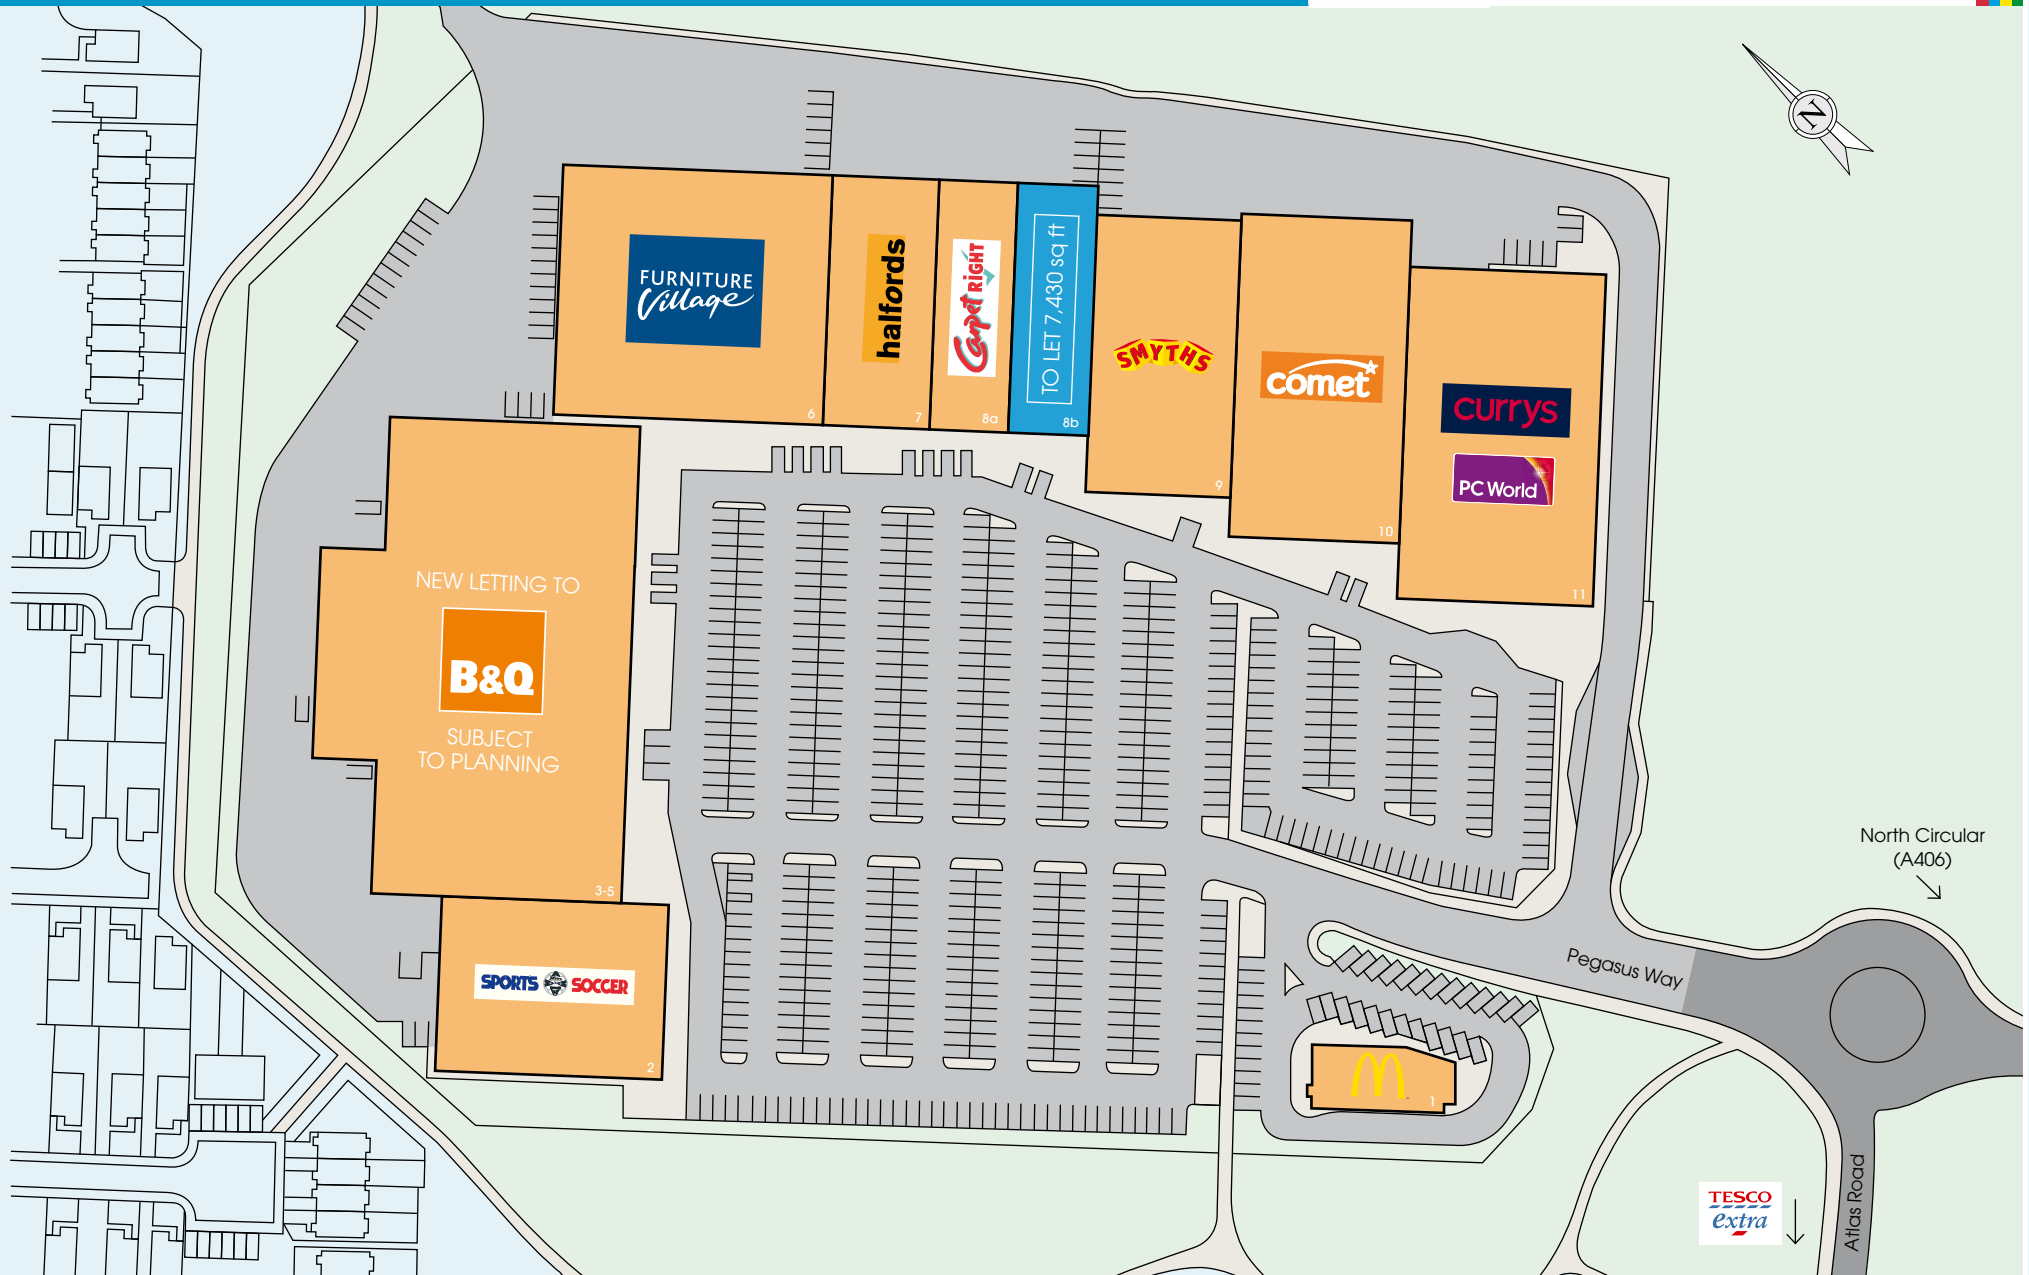 N
FURNITURE
Village
6
halfords
7
Carpet RIGHT
8a
TO LET 7,430 sq ft
8b
SMYTHS
9
comet
10
currys
PC World
11
NEW LETTING TO
B&Q
SUBJECT
TO PLANNING
3-5
SPORTS SOCCER
2
M
1
Pegasus Way
North Circular
(A406)
Atlas Road
TESCO
extra